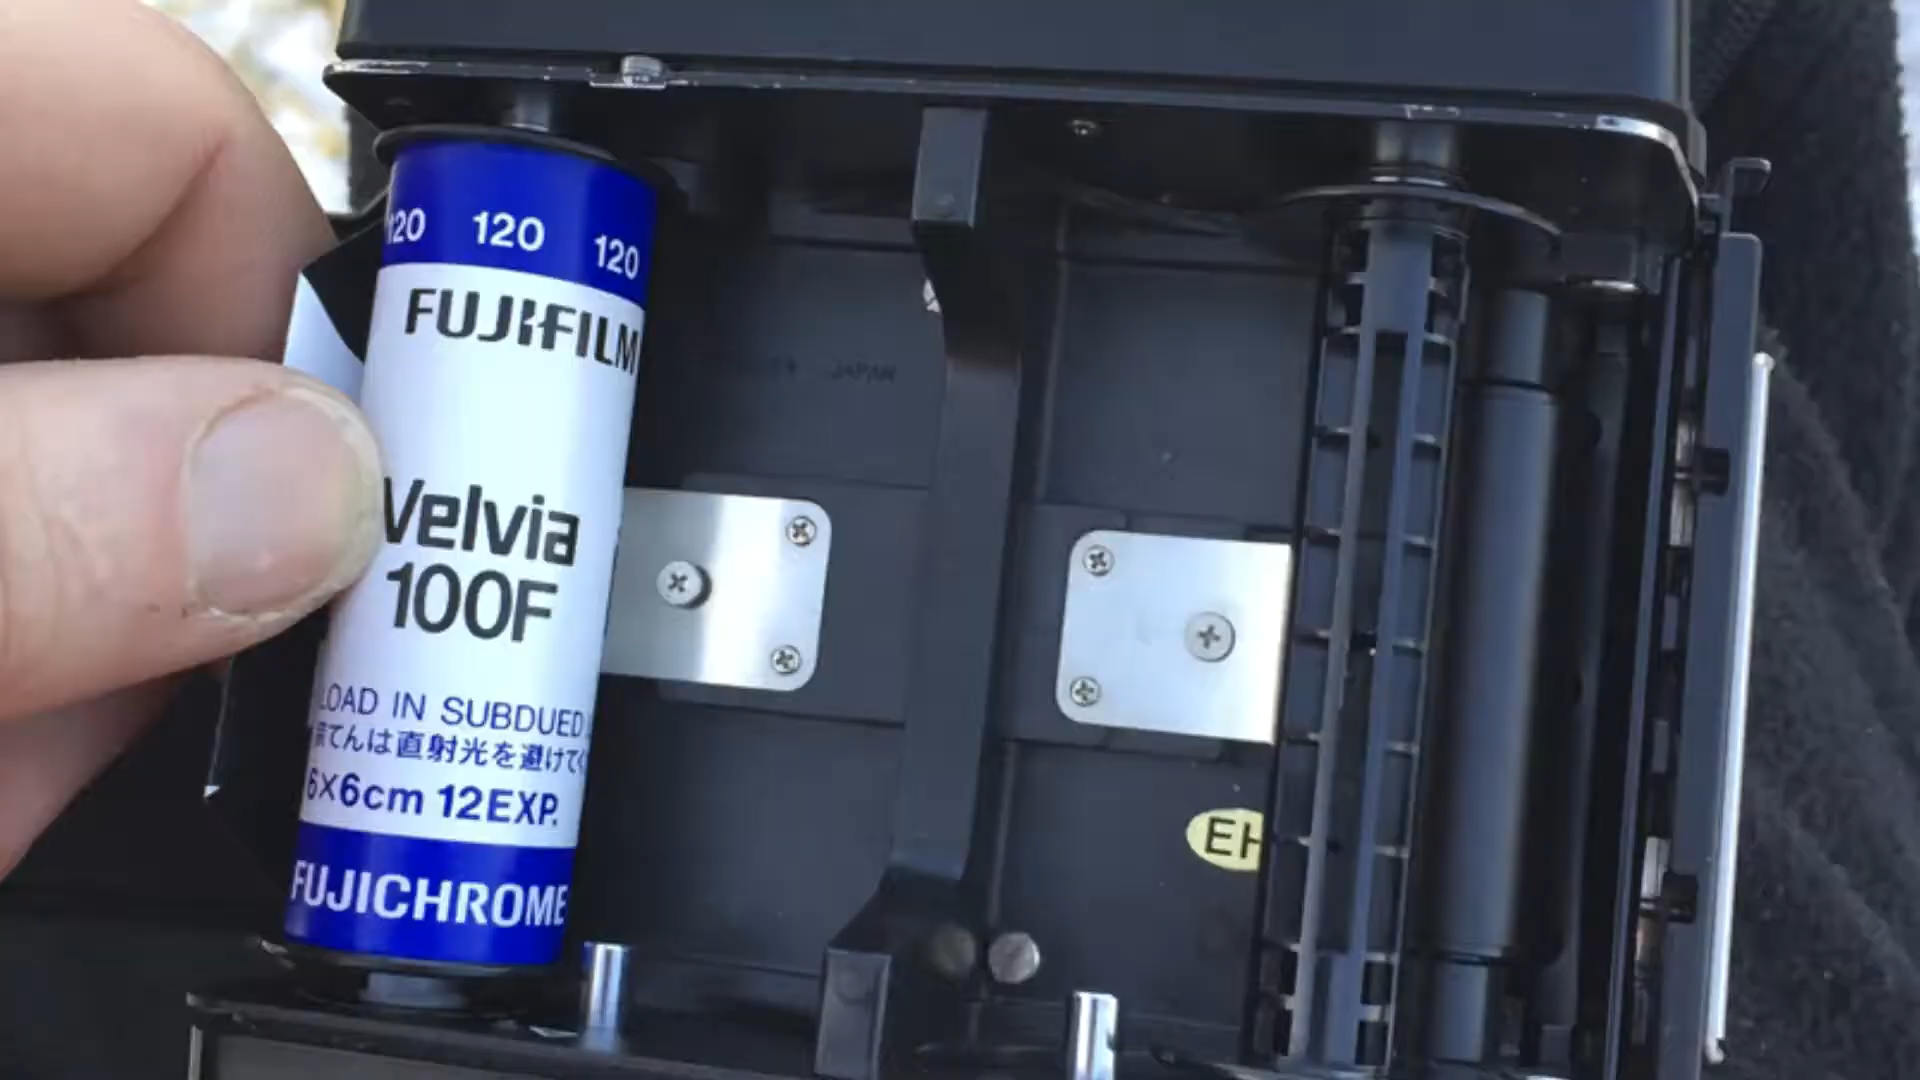 120 120 120
FUJIFILM
Velvia
100F
LOAD IN SUBDUED
てんは直射光を避けて
6×6cm 12EXP.
FUJICHROME
JAPAN
EH